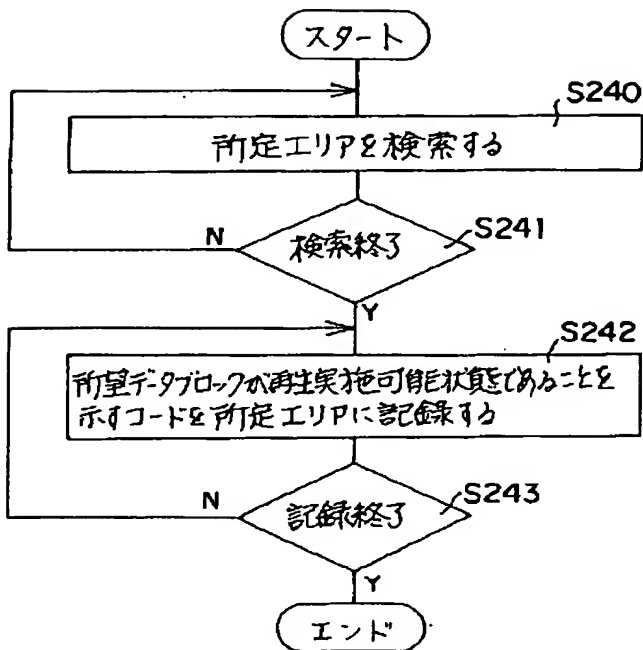 スタート
S240
所定エリアを検索する
N
検索終了
S241
Y
S242
所望データブロックが再生実施可能状態であることを
示すコードを所定エリアに記録する
N
記録終了
S243
Y
エンド